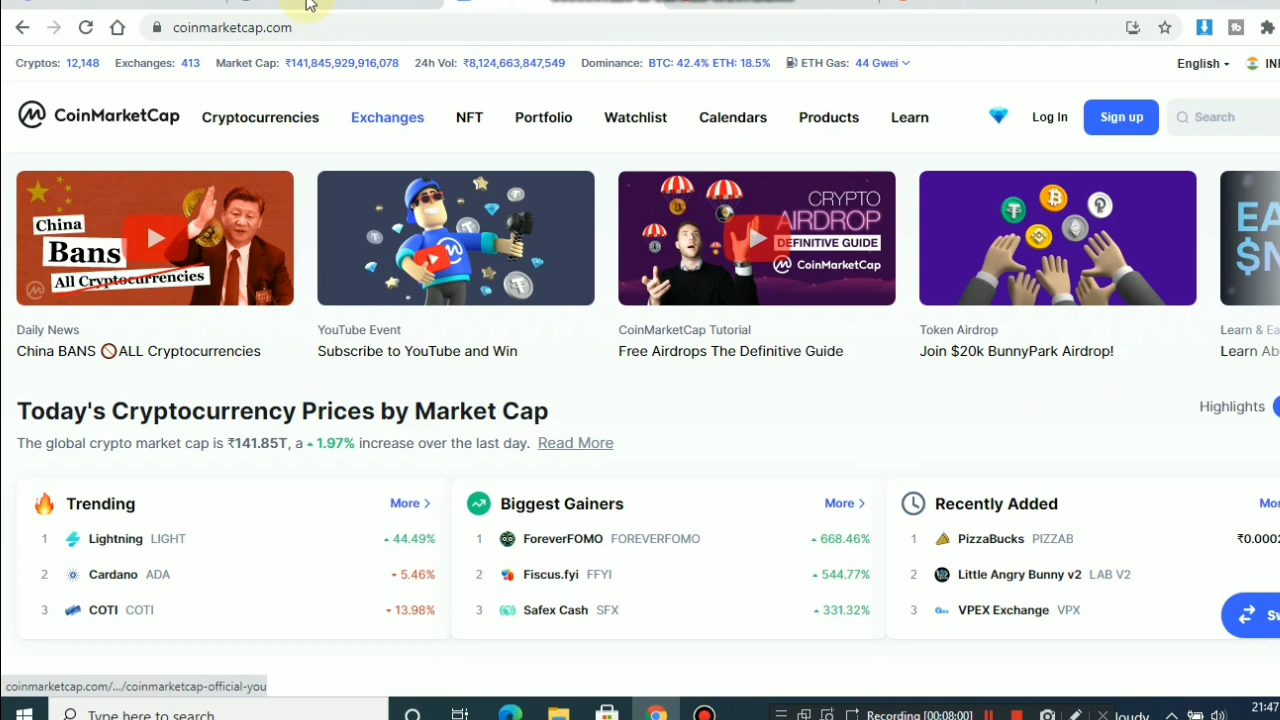 coinmarketcap.com
Cryptos: 12,148 Exchanges: 413 Market Cap: ₹141,845,929,916,078 24h Vol: ₹8,124,663,847,549 Dominance: BTC: 42.4% ETH: 18.5% ETH Gas: 44 Gwei English
CoinMarketCap Cryptocurrencies Exchanges NFT Portfolio Watchlist Calendars Products Learn Log In Sign up Search
China
Bans
All Cryptocurrencies
CRYPTO
AIRDROP
DEFINITIVE GUIDE
CoinMarketCap
Daily News YouTube Event CoinMarketCap Tutorial Token Airdrop
China BANS 🚫ALL Cryptocurrencies Subscribe to YouTube and Win Free Airdrops The Definitive Guide Join $20k BunnyPark Airdrop!
Today's Cryptocurrency Prices by Market Cap Highlights
The global crypto market cap is ₹141.85T, a 1.97% increase over the last day. Read More
Trending More >
1 Lightning LIGHT 44.49%
2 Cardano ADA 5.46%
3 COTI COTI 13.98%
Biggest Gainers More >
1 ForeverFOMO FOREVERFOMO 668.46%
2 Fiscus.fyi FFYI 544.77%
3 Safex Cash SFX 331.32%
Recently Added
1 PizzaBucks PIZZAB
2 Little Angry Bunny v2 LAB V2
3 VPEX Exchange VPX
coinmarketcap.com/.../coinmarketcap-official-you
Type here to search Recording [00:08:00] 21:47